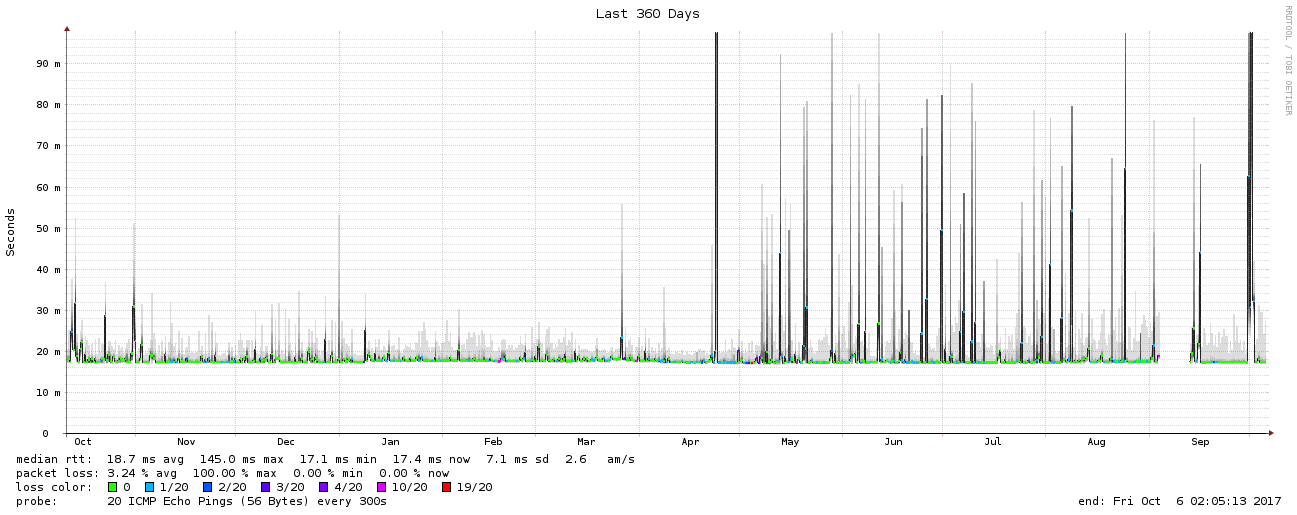 Last 360 Days
RRDTOOL / TOBI OETIKER
Seconds
90 m
80 m
70 m
60 m
50 m
40 m
30 m
20 m
10 m
0
Oct Nov Dec Jan Feb Mar Apr May Jun Jul Aug Sep
median rtt: 18.7 ms avg 145.0 ms max 17.1 ms min 17.4 ms now 7.1 ms sd 2.6 am/s
packet loss: 3.24 % avg 100.00 % max 0.00 % min 0.00 % now
loss color: 0 1/20 2/20 3/20 4/20 10/20 19/20
probe: 20 ICMP Echo Pings (56 Bytes) every 300s end: Fri Oct 6 02:05:13 2017